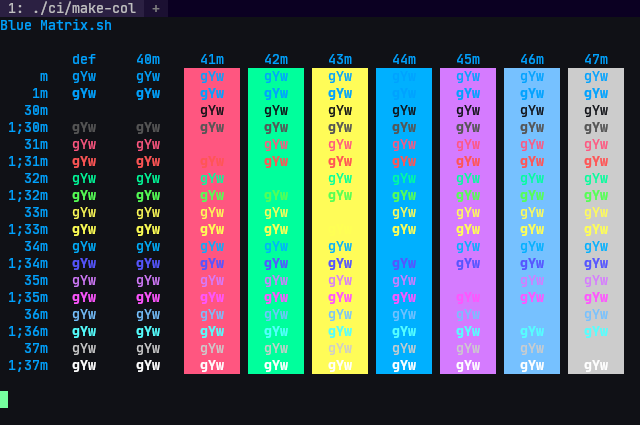 1: ./ci/make-col +
Blue Matrix.sh
def 40m 41m 42m 43m 44m 45m 46m 47m
m gYw gYw gYw gYw gYw gYw gYw gYw gYw
1m gYw gYw gYw gYw gYw gYw gYw gYw gYw
30m gYw gYw gYw gYw gYw gYw gYw
1;30m gYw gYw gYw gYw gYw gYw gYw gYw gYw
31m gYw gYw gYw gYw gYw gYw gYw gYw
1;31m gYw gYw gYw gYw gYw gYw gYw gYw gYw
32m gYw gYw gYw gYw gYw gYw gYw gYw
1;32m gYw gYw gYw gYw gYw gYw gYw gYw gYw
33m gYw gYw gYw gYw gYw gYw gYw gYw
1;33m gYw gYw gYw gYw gYw gYw gYw gYw
34m gYw gYw gYw gYw gYw gYw gYw gYw
1;34m gYw gYw gYw gYw gYw gYw gYw gYw gYw
35m gYw gYw gYw gYw gYw gYw gYw gYw
1;35m gYw gYw gYw gYw gYw gYw gYw gYw gYw
36m gYw gYw gYw gYw gYw gYw gYw gYw
1;36m gYw gYw gYw gYw gYw gYw gYw gYw gYw
37m gYw gYw gYw gYw gYw gYw gYw gYw
1;37m gYw gYw gYw gYw gYw gYw gYw gYw gYw